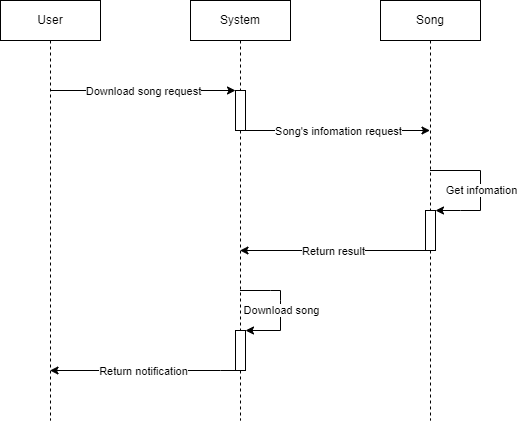 User
System
Song
Download song request
Song's infomation request
Get infomation
Return result
Download song
Return notification